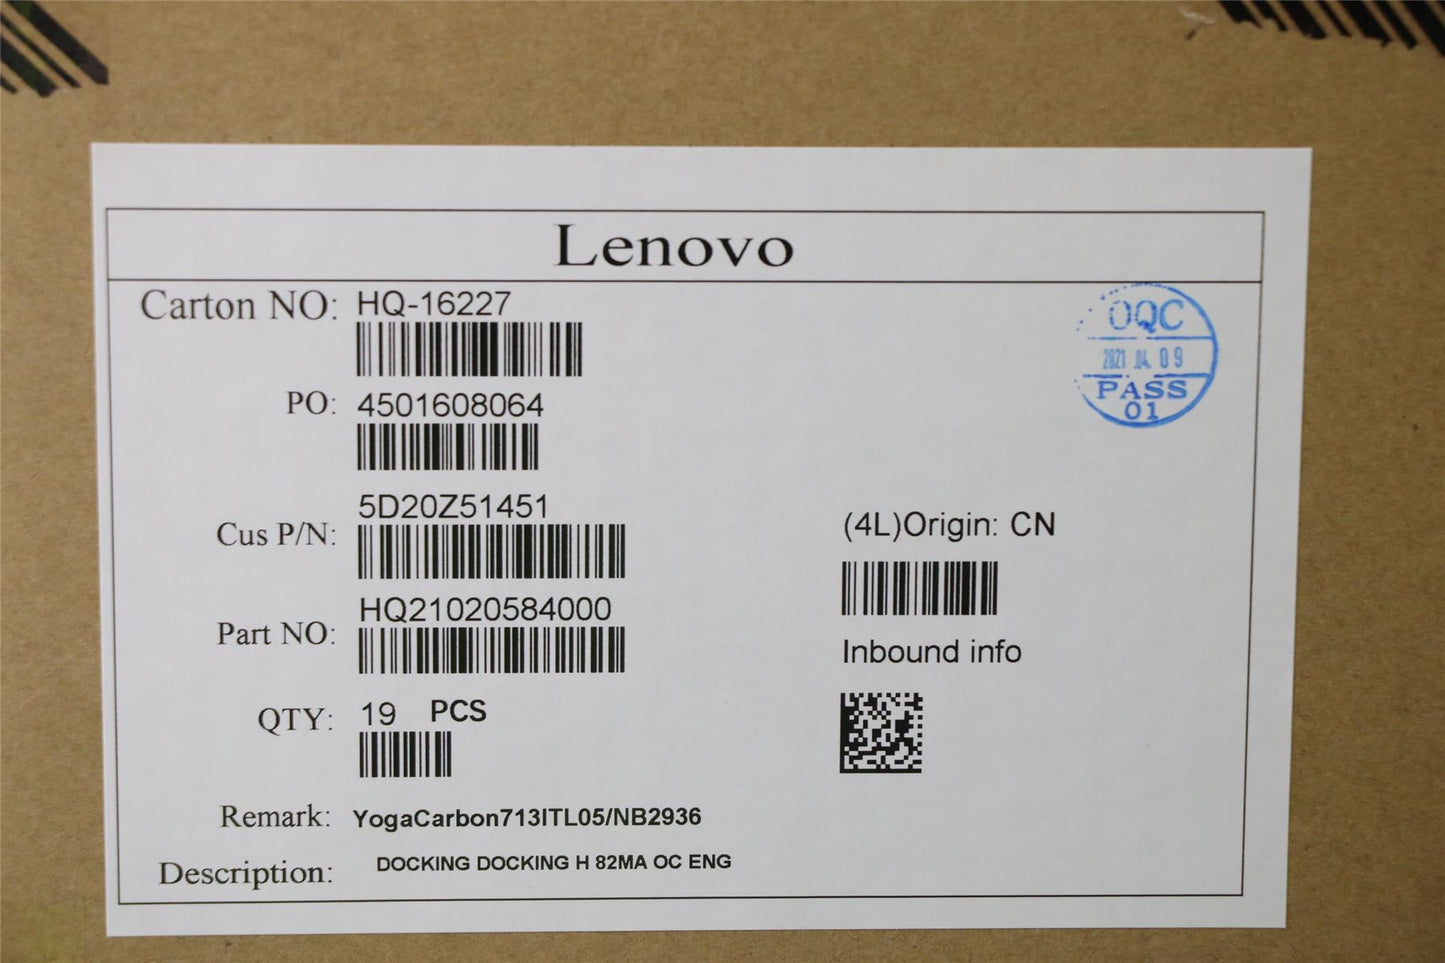 Lenovo
Carton NO: HQ-16227
OQC
2021 .04. 09
PASS
01
PO: 4501608064
Cus P/N: 5D20Z51451
(4L)Origin: CN
Part NO: HQ21020584000
Inbound info
QTY: 19 PCS
Remark: YogaCarbon713ITL05/NB2936
Description: DOCKING DOCKING H 82MA OC ENG